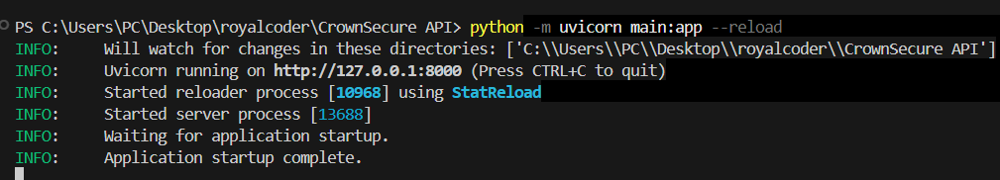 PS C:\Users\PC\Desktop\royalcoder\CrownSecure API> python -m uvicorn main:app --reload
INFO:     Will watch for changes in these directories: ['C:\\Users\\PC\\Desktop\\royalcoder\\CrownSecure API']
INFO:     Uvicorn running on http://127.0.0.1:8000 (Press CTRL+C to quit)
INFO:     Started reloader process [10968] using StatReload
INFO:     Started server process [13688]
INFO:     Waiting for application startup.
INFO:     Application startup complete.